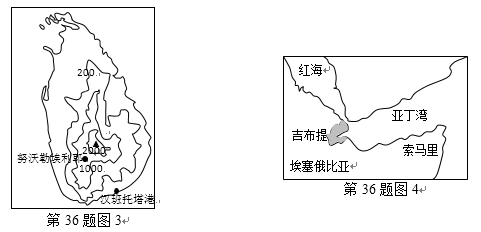 200.
2000.
努沃勒埃利耶
1000.
汉班托塔港.
第 36 题图 3
红海
亚丁湾
吉布提
索马里
埃塞俄比亚
第 36 题图 4